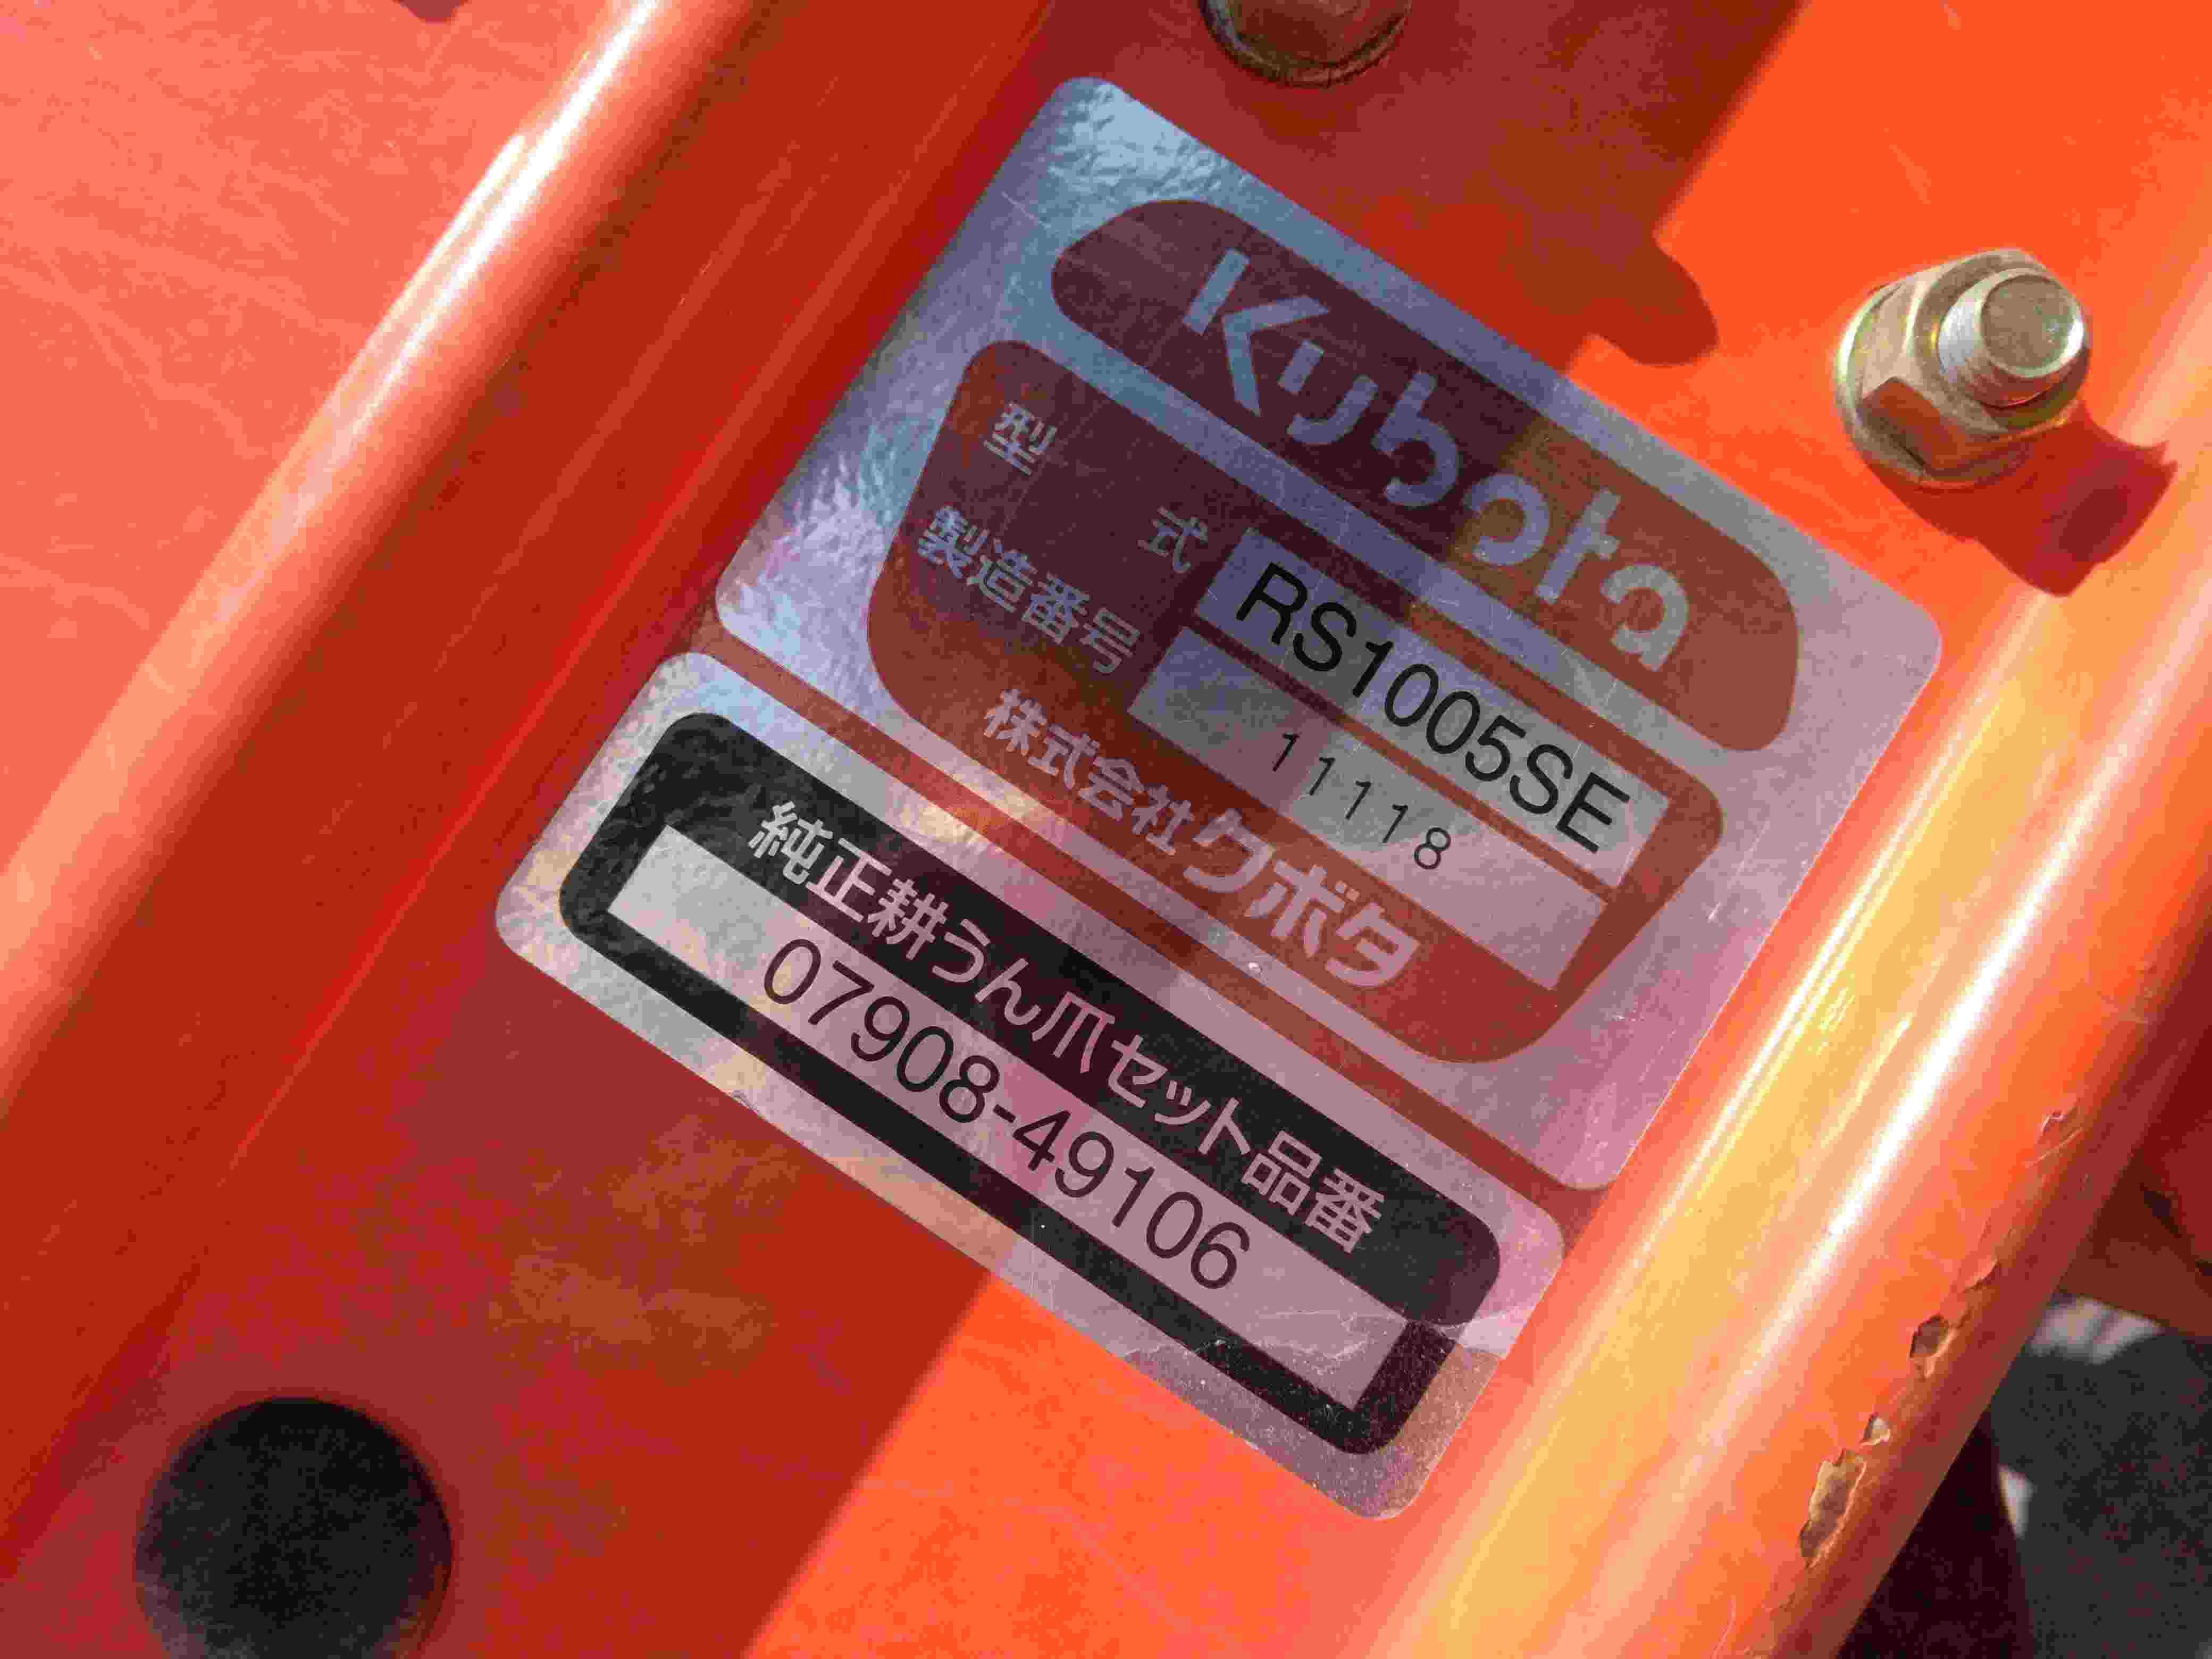 Kubota
型式 RS1005SE
製造番号 11118
株式会社クボタ
純正耕うん爪セット品番
07908-49106